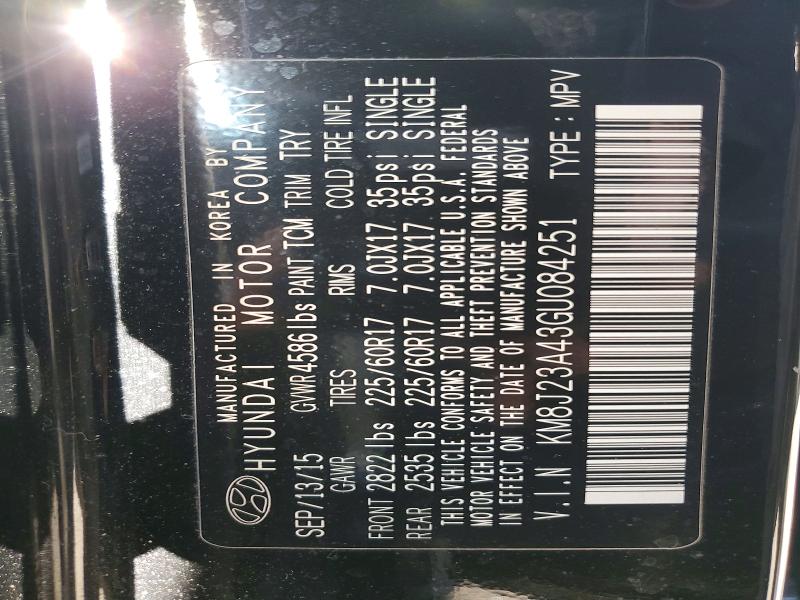 MANUFACTURED IN KOREA BY
HYUNDAI MOTOR COMPANY
SEP/13/15 GVWR4586lbs PAINT TCM TRIM TRY
GAWR TIRES RIMS COLD TIRE INFL
FRONT 2822 lbs 225/60R17 7.0JX17 35psi SINGLE
REAR 2535 lbs 225/60R17 7.0JX17 35psi SINGLE
THIS VEHICLE CONFORMS TO ALL APPLICABLE U.S.A. FEDERAL
MOTOR VEHICLE SAFETY AND THEFT PREVENTION STANDARDS
IN EFFECT ON THE DATE OF MANUFACTURE SHOWN ABOVE
V.I.N KM8J23A43GU084251 TYPE : MPV